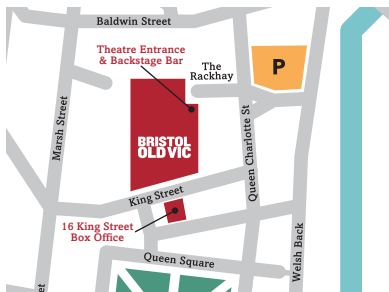 Baldwin Street
Theatre Entrance
& Backstage Bar
The
Rackhay
P
Marsh Street
Queen Charlotte St
BRISTOL
OLD VIC
King Street
16 King Street
Box Office
Welsh Back
Queen Square
et